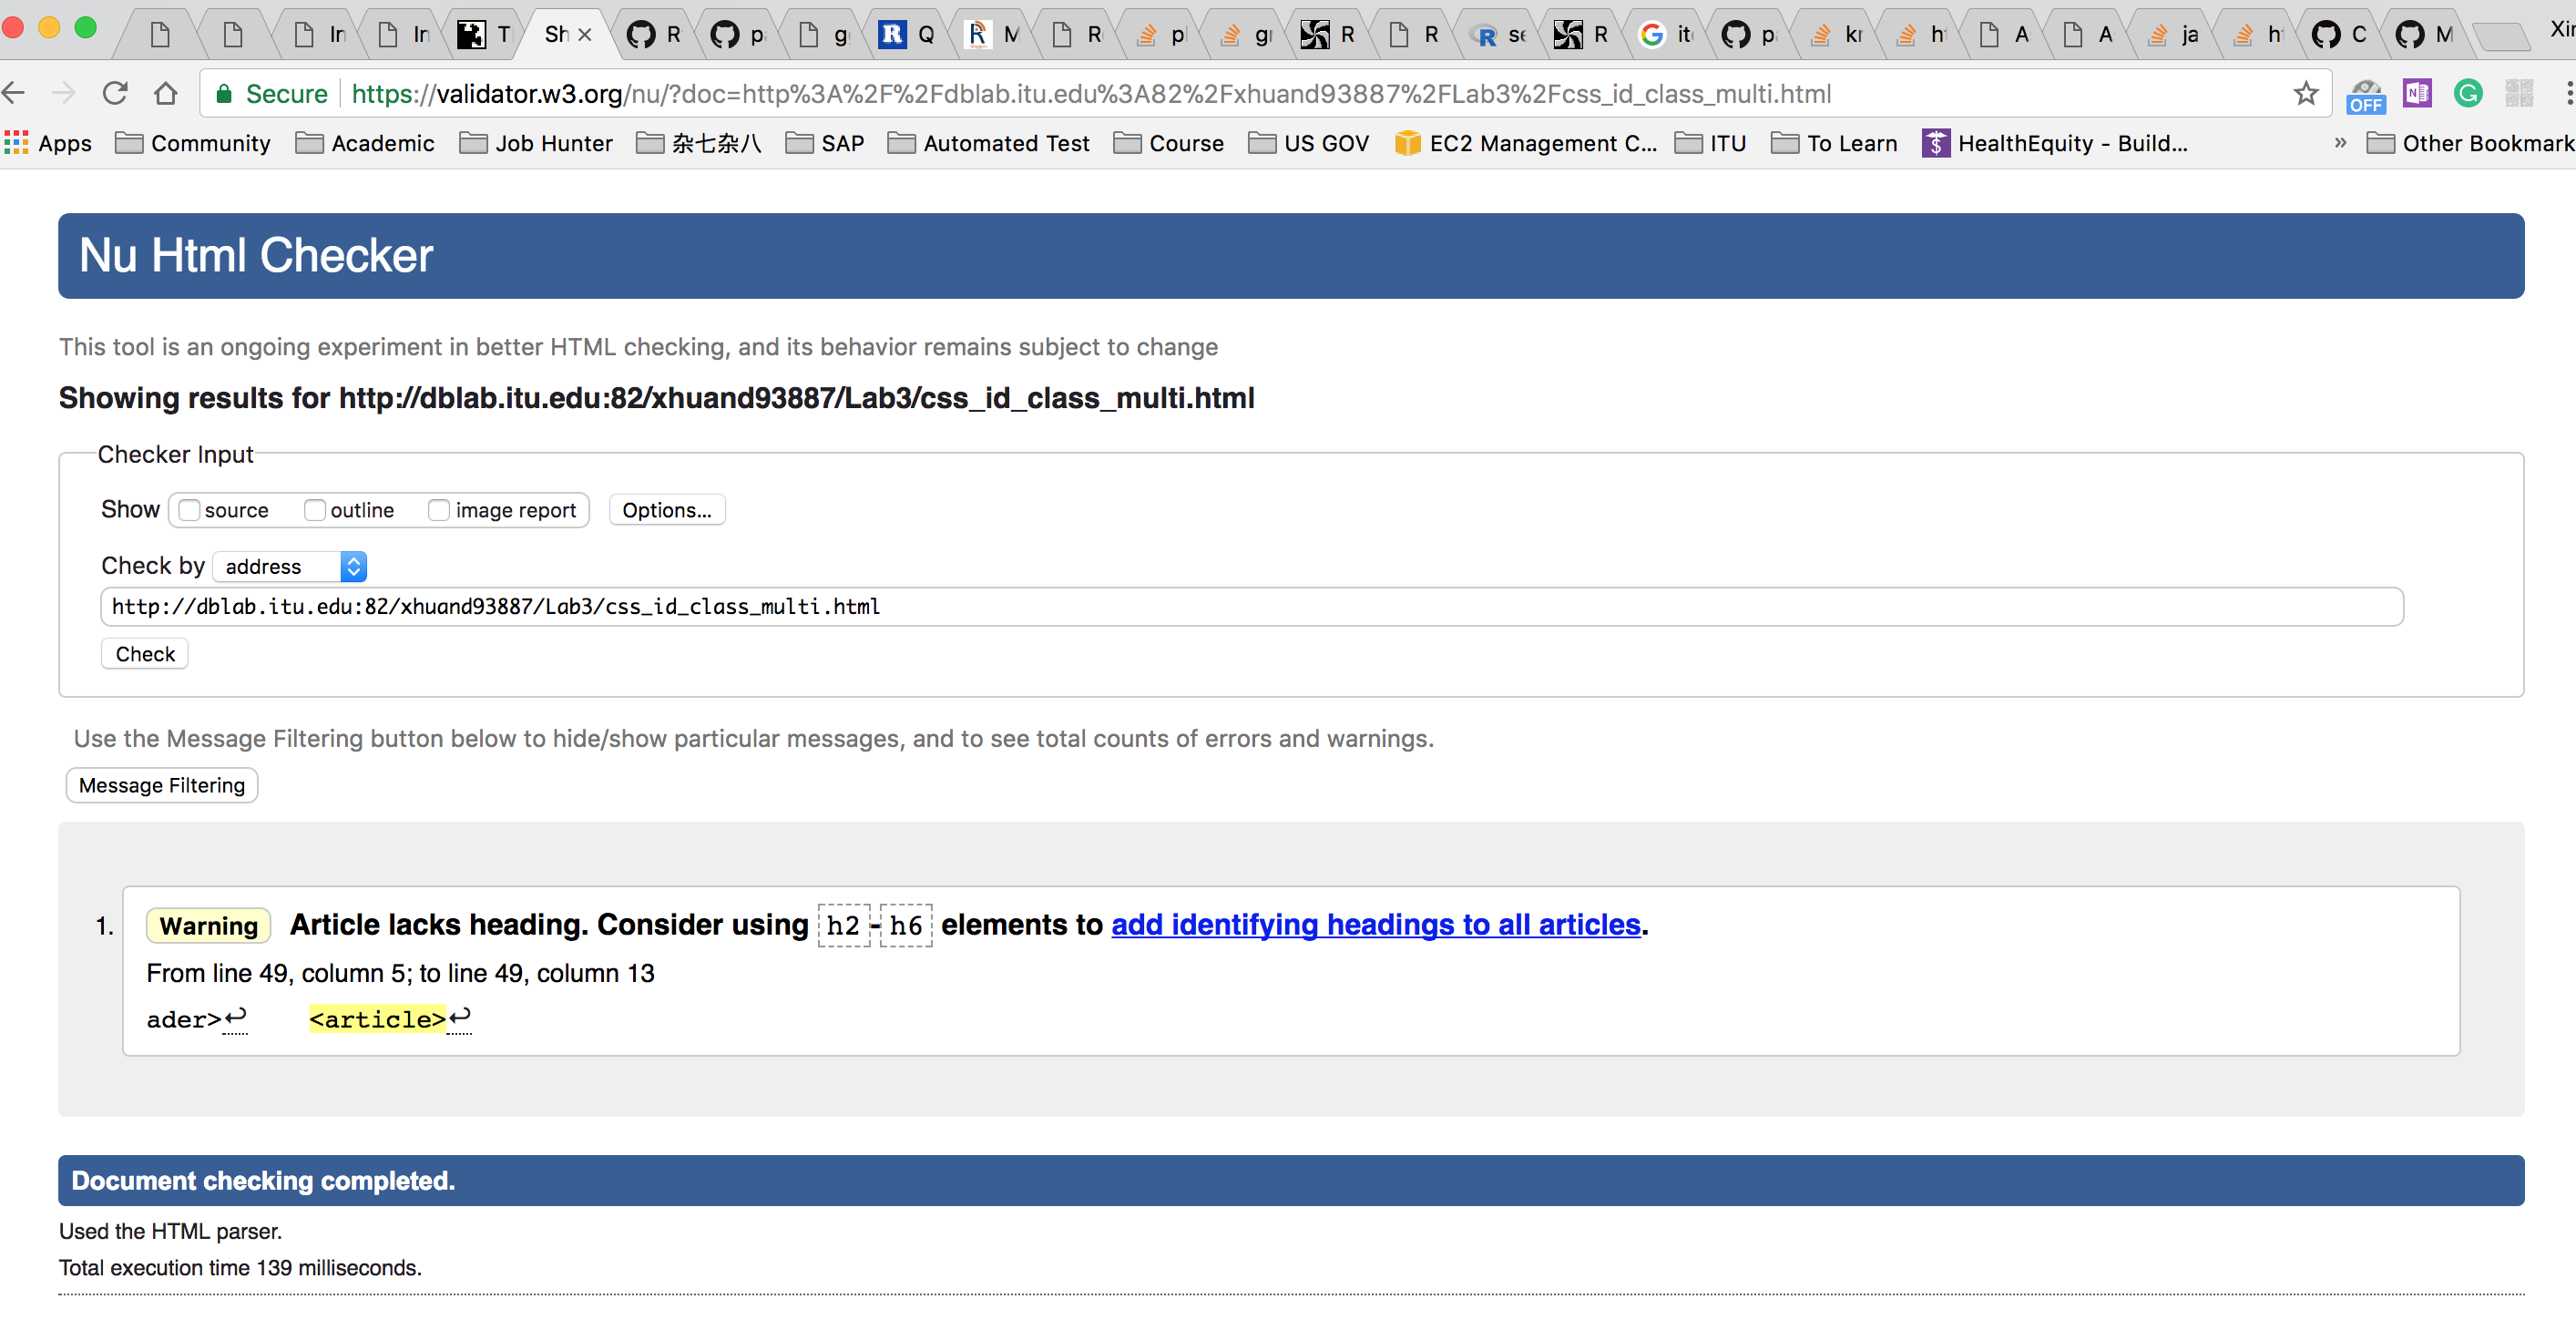 In In T Sh R p g Q M R pl gr R R se R G it p kr h A A ja h C M Xin
Secure https://validator.w3.org/nu/?doc=http%3A%2F%2Fdblab.itu.edu%3A82%2Fxhuand93887%2FLab3%2Fcss_id_class_multi.html OFF
Apps Community Academic Job Hunter 杂七杂八 SAP Automated Test Course US GOV EC2 Management C... ITU To Learn HealthEquity - Build... » Other Bookmark
Nu Html Checker
This tool is an ongoing experiment in better HTML checking, and its behavior remains subject to change
Showing results for http://dblab.itu.edu:82/xhuand93887/Lab3/css_id_class_multi.html
Checker Input
Show source outline image report Options...
Check by address
http://dblab.itu.edu:82/xhuand93887/Lab3/css_id_class_multi.html
Check
Use the Message Filtering button below to hide/show particular messages, and to see total counts of errors and warnings.
Message Filtering
1. Warning Article lacks heading. Consider using h2-h6 elements to add identifying headings to all articles.
From line 49, column 5; to line 49, column 13
ader>↩ <article>↩
Document checking completed.
Used the HTML parser.
Total execution time 139 milliseconds.